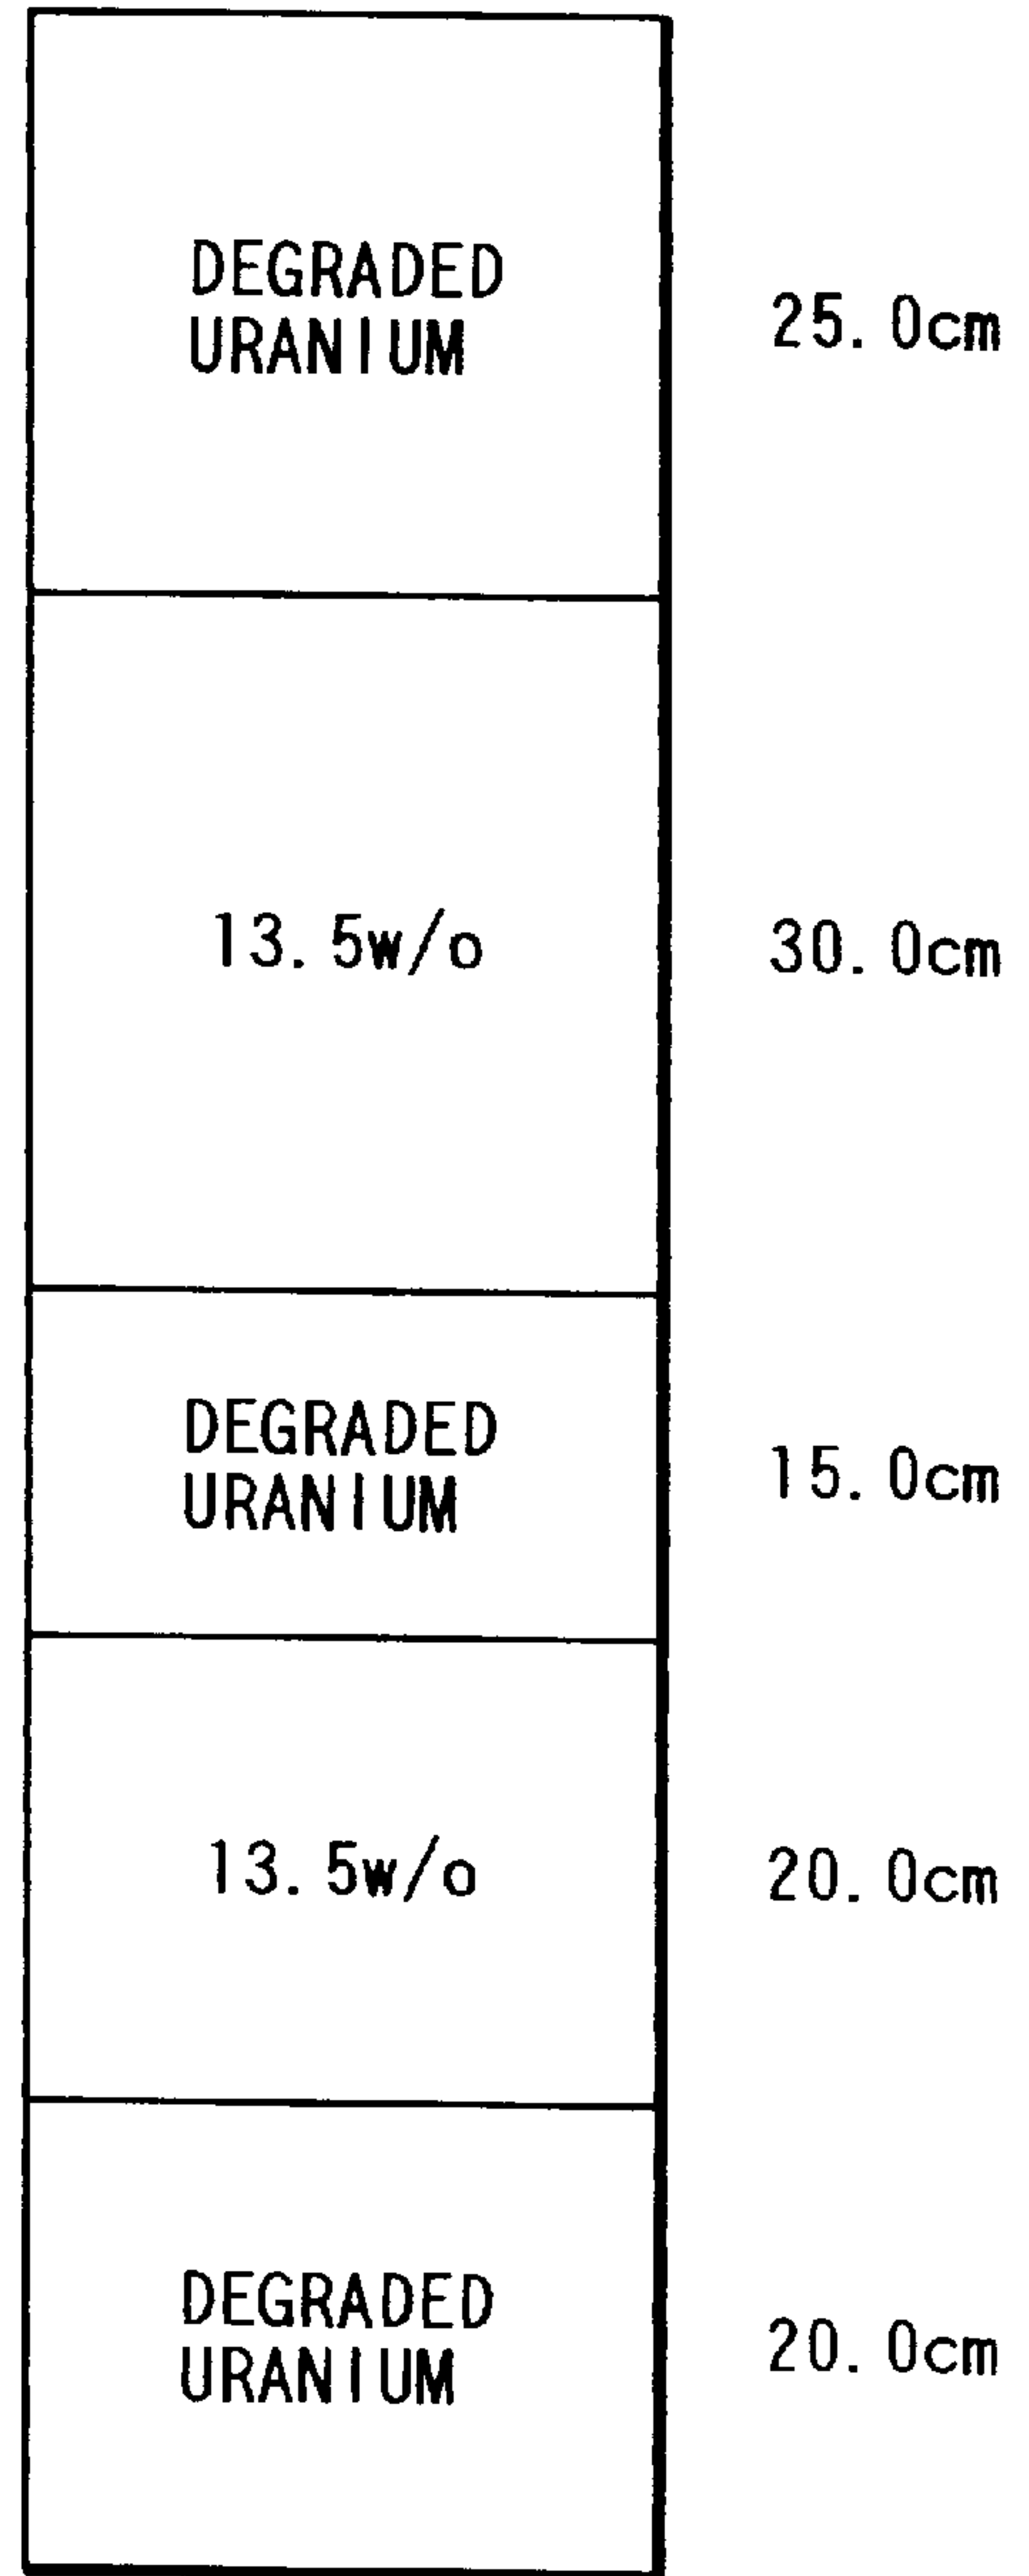 DEGRADED
URANIUM
25.0cm
13.5w/o
30.0cm
DEGRADED
URANIUM
15.0cm
13.5w/o
20.0cm
DEGRADED
URANIUM
20.0cm